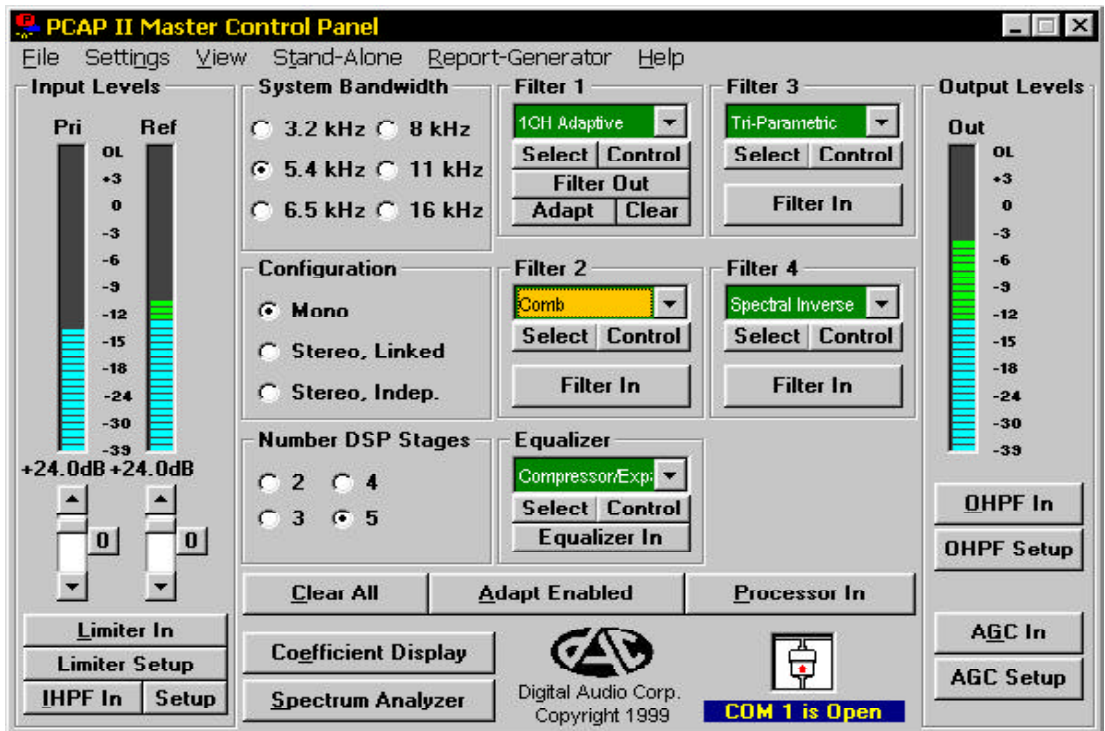 PCAP II Master Control Panel
File Settings View Stand-Alone Report-Generator Help
Input Levels
Pri Ref
OL
+3
0
-3
-6
-9
-12
-15
-18
-24
-30
-39
+24.0dB +24.0dB
0 0
Limiter In
Limiter Setup
IHPF In Setup
System Bandwidth
3.2 kHz 8 kHz
5.4 kHz 11 kHz
6.5 kHz 16 kHz
Configuration
Mono
Stereo, Linked
Stereo, Indep.
Number DSP Stages
2 4
3 5
Filter 1
1CH Adaptive
Select Control
Filter Out
Adapt Clear
Filter 2
Comb
Select Control
Filter In
Equalizer
Compressor/Expa
Select Control
Equalizer In
Filter 3
Tri-Parametric
Select Control
Filter In
Filter 4
Spectral Inverse
Select Control
Filter In
Clear All Adapt Enabled Processor In
Coefficient Display
Spectrum Analyzer
DAC
Digital Audio Corp.
Copyright 1999
COM 1 is Open
Output Levels
Out
OL
+3
0
-3
-6
-9
-12
-15
-18
-24
-30
-39
OHPF In
OHPF Setup
AGC In
AGC Setup